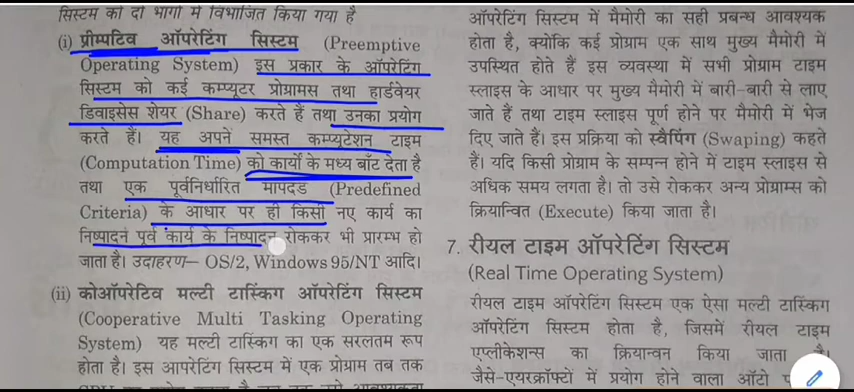 सिस्टम को दो भागों में विभाजित किया गया है
(i) प्रीम्पटिव ऑपरेटिंग सिस्टम (Preemptive
Operating System) इस प्रकार के ऑपरेटिंग
सिस्टम को कई कम्प्यूटर प्रोग्रामस तथा हार्डवेयर
डिवाइसेस शेयर (Share) करते हैं तथा उनका प्रयोग
करते हैं। यह अपने समस्त कम्प्यूटेशन टाइम
(Computation Time) को कार्यों के मध्य बाँट देता है
तथा एक पूर्वनिर्धारित मापदंड (Predefined
Criteria) के आधार पर ही किसी नए कार्य का
निष्पादन पूर्व कार्य के निष्पादन रोककर भी प्रारम्भ हो
जाता है। उदाहरण– OS/2, Windows 95/NT आदि।
(ii) कोऑपरेटिव मल्टी टास्किंग ऑपरेटिंग सिस्टम
(Cooperative Multi Tasking Operating
System) यह मल्टी टास्किंग का एक सरलतम रूप
होता है। इस आपरेटिंग सिस्टम में एक प्रोग्राम तब तक
ऑपरेटिंग सिस्टम में मैमोरी का सही प्रबन्ध आवश्यक
होता है, क्योंकि कई प्रोग्राम एक साथ मुख्य मैमोरी में
उपस्थित होते हैं इस व्यवस्था में सभी प्रोग्राम टाइम
स्लाइस के आधार पर मुख्य मैमोरी में बारी-बारी से लाए
जाते हैं तथा टाइम स्लाइस पूर्ण होने पर मैमोरी में भेज
दिए जाते हैं। इस प्रक्रिया को स्वैपिंग (Swaping) कहते
हैं। यदि किसी प्रोग्राम के सम्पन्न होने में टाइम स्लाइस से
अधिक समय लगता है। तो उसे रोककर अन्य प्रोग्राम्स को
क्रियान्वित (Execute) किया जाता है।
7. रीयल टाइम ऑपरेटिंग सिस्टम
(Real Time Operating System)
रीयल टाइम ऑपरेटिंग सिस्टम एक ऐसा मल्टी टास्किंग
ऑपरेटिंग सिस्टम होता है, जिसमें रीयल टाइम
एप्लीकेशन्स का क्रियान्वन किया जाता है।
जैसे-एयरक्रॉफ्टों में प्रयोग होने वाला ऑटो